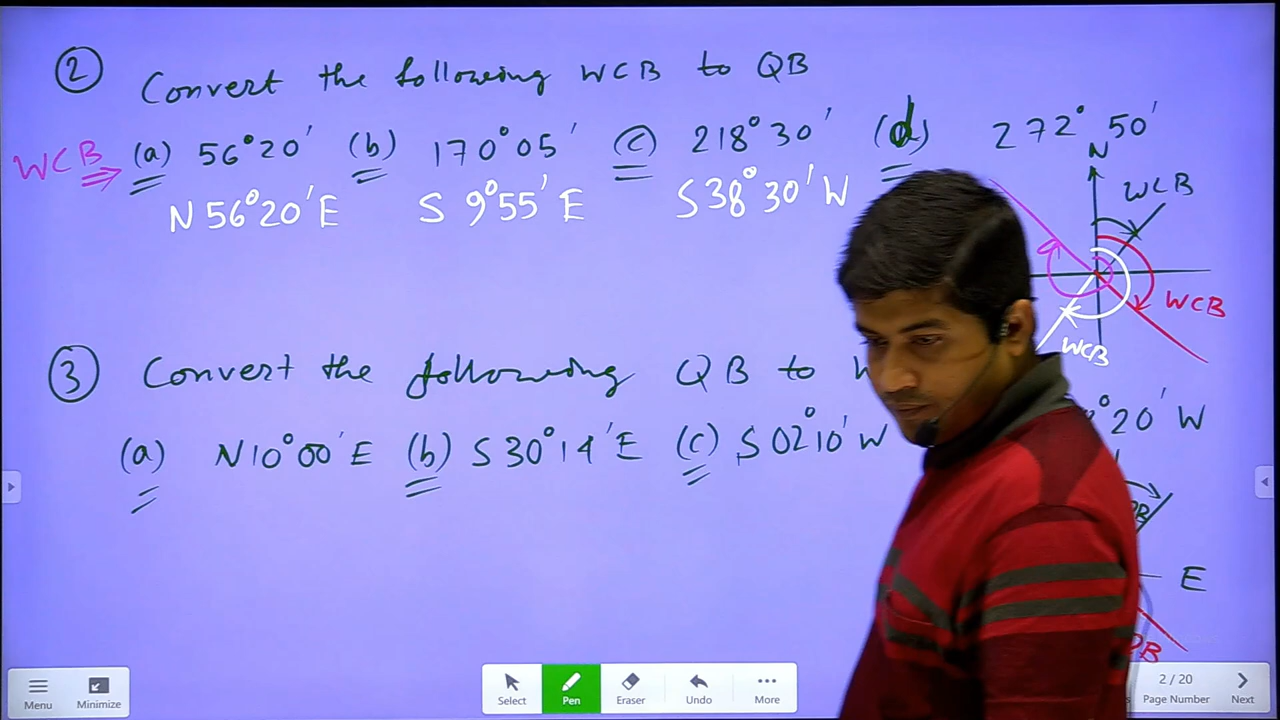 ② Convert the following WCB to QB
WCB ⇒ (a) 56°20' (b) 170°05' (c) 218°30' (d) 272°50'
N 56°20'E S 9°55'E S 38°30'W
N
WCB
WCB
WCB
③ Convert the following QB to
(a) N10°00'E (b) S30°14'E (c) S02°10'W °20'W
E
Menu Minimize Select Pen Eraser Undo More 2 / 20 Page Number Next